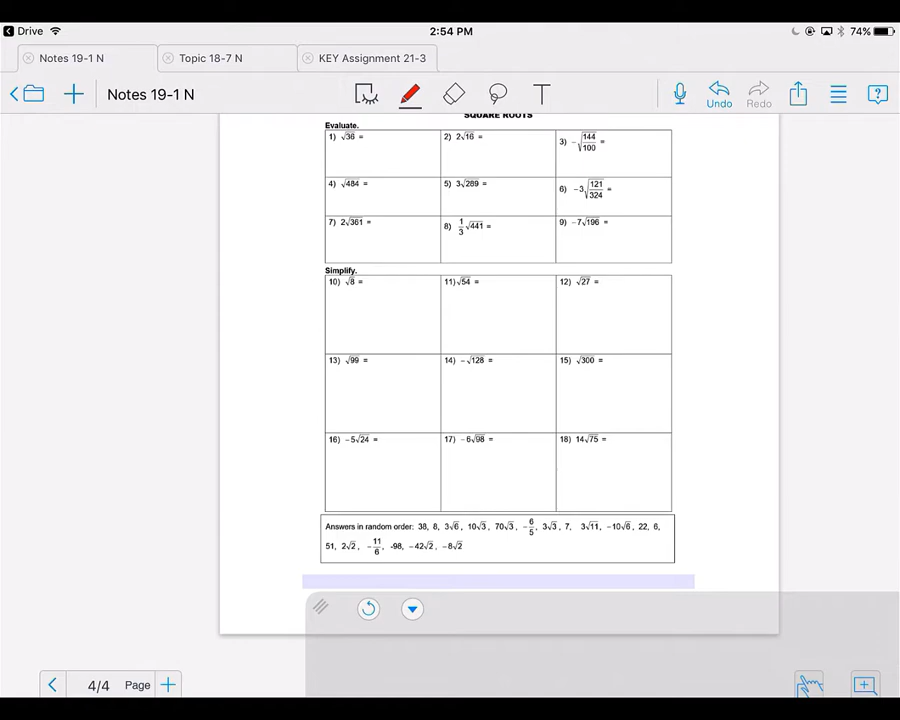 Drive 2:54 PM 74%
Notes 19-1 N Topic 18-7 N KEY Assignment 21-3
Notes 19-1 N T Undo Redo ?
SQUARE ROOTS
Evaluate.
1) √36 = 2) 2√16 = 3) −√(144/100) =
4) √484 = 5) 3√289 = 6) −3√(121/324) =
7) 2√361 = 8) 1/3 √441 = 9) −7√196 =
Simplify.
10) √8 = 11) √54 = 12) √27 =
13) √99 = 14) −√128 = 15) √300 =
16) −5√24 = 17) −6√98 = 18) 14√75 =
Answers in random order: 38, 8, 3√6, 10√3, 70√3, −6/5, 3√3, 7, 3√11, −10√6, 22, 6,
51, 2√2, −11/6, -98, −42√2, −8√2
4/4 Page